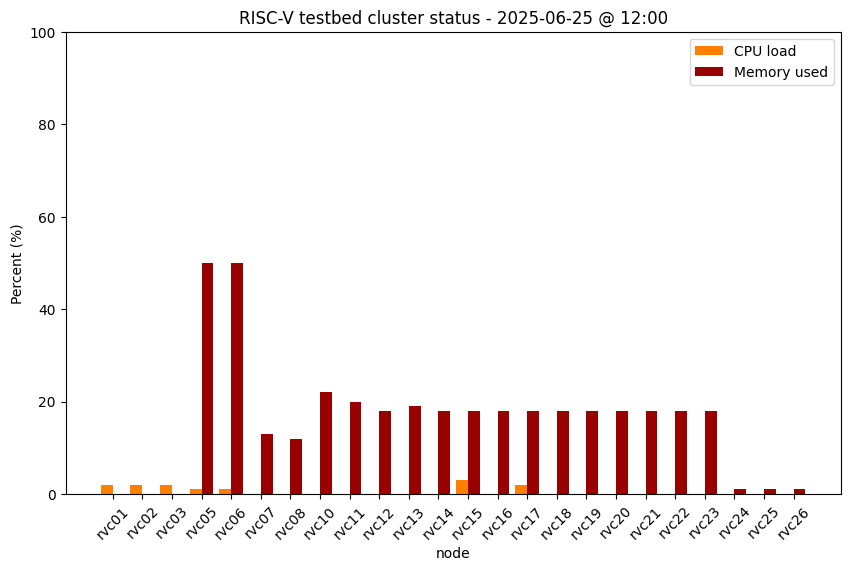 RISC-V testbed cluster status - 2025-06-25 @ 12:00
CPU load
Memory used
Percent (%)
100
80
60
40
20
0
rvc01 rvc02 rvc03 rvc05 rvc06 rvc07 rvc08 rvc10 rvc11 rvc12 rvc13 rvc14 rvc15 rvc16 rvc17 rvc18 rvc19 rvc20 rvc21 rvc22 rvc23 rvc24 rvc25 rvc26
node